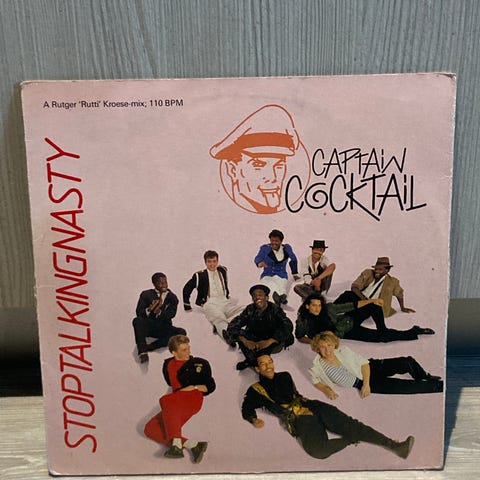 A Rutger 'Rutti' Kroese-mix; 110 BPM
CAPTAIN
COCKTAIL
STOPTALKINGNASTY